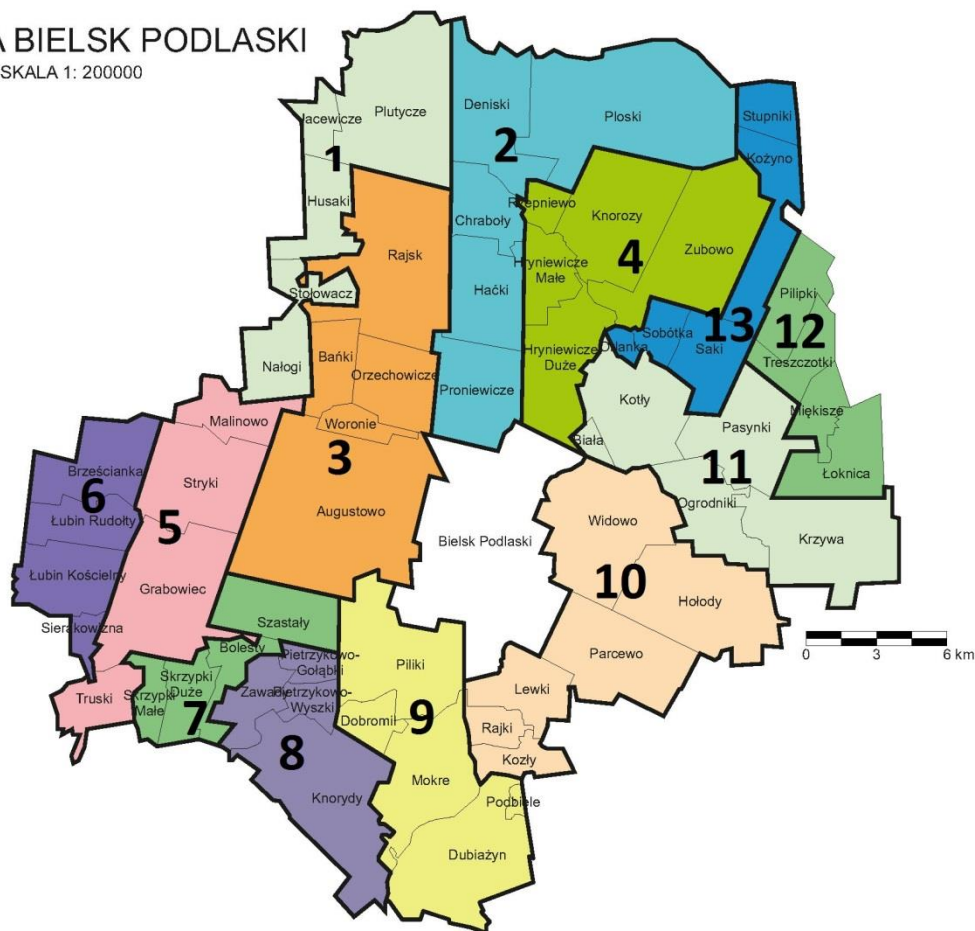 A BIELSK PODLASKI
SKALA 1: 200000
Jacewicze
Plutycze
1
Husaki
Stołowacz
Nałogi
Deniski
2
Ploski
Chraboły
Haćki
Proniewicze
Stupniki
Kożyno
Rzepniewo
Knorozy
Zubowo
4
Hryniewicze
Małe
Hryniewicze
Duże
Orlanka
Sobótka
Saki
13
Pilipki
12
Treszczotki
Miękisze
Łoknica
Rajsk
Bańki
Orzechowicze
Woronie
3
Augustowo
Malinowo
Stryki
5
Grabowiec
Truski
Brześcianka
6
Łubin Rudołty
Łubin Kościelny
Sierakowizna
Kotły
Biała
Pasynki
11
Ogrodniki
Krzywa
Bielsk Podlaski
Widowo
10
Hołody
Parcewo
Lewki
Rajki
Kozły
0 3 6 km
Szastały
Bolesty
Skrzypki
Duże
Skrzypki
Małe
7
Pietrzykowo-
Gołąbki
Zawady
Pietrzykowo-
Wyszki
8
Knorydy
Piliki
9
Dobromil
Mokre
Podbiele
Dubiażyn